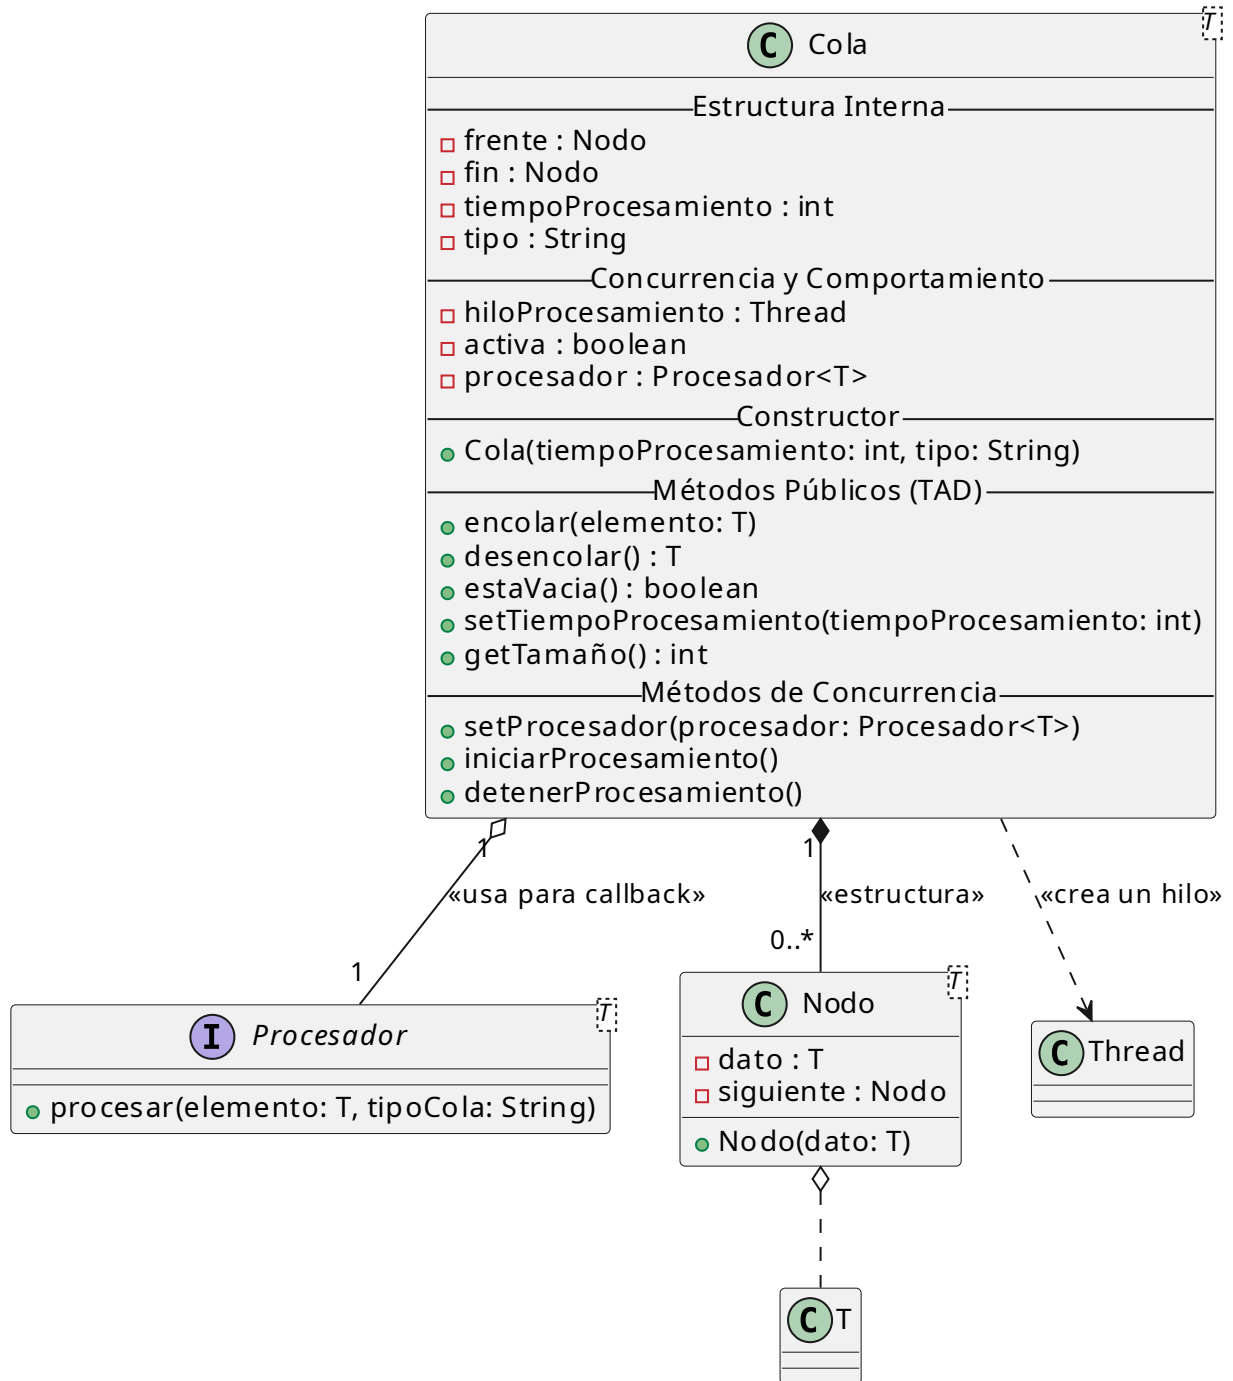 C Cola
T
Estructura Interna
frente : Nodo
fin : Nodo
tiempoProcesamiento : int
tipo : String
Concurrencia y Comportamiento
hiloProcesamiento : Thread
activa : boolean
procesador : Procesador<T>
Constructor
Cola(tiempoProcesamiento: int, tipo: String)
Métodos Públicos (TAD)
encolar(elemento: T)
desencolar() : T
estaVacia() : boolean
setTiempoProcesamiento(tiempoProcesamiento: int)
getTamaño() : int
Métodos de Concurrencia
setProcesador(procesador: Procesador<T>)
iniciarProcesamiento()
detenerProcesamiento()
1
1
«usa para callback»
«estructura»
«crea un hilo»
0..*
1
I Procesador
T
procesar(elemento: T, tipoCola: String)
C Nodo
T
dato : T
siguiente : Nodo
Nodo(dato: T)
C Thread
C T